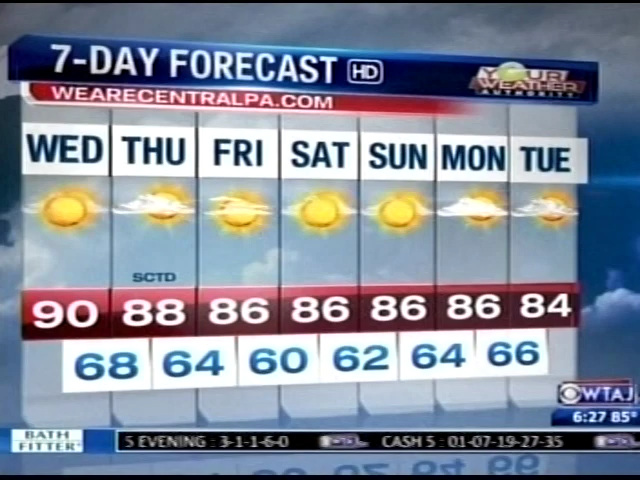 7-DAY FORECAST HD
YOUR
WEATHER
AUTHORITY
WEARECENTRALPA.COM
WED THU FRI SAT SUN MON TUE
SCTD
90 88 86 86 86 86 84
68 64 60 62 64 66
WTAJ
6:27 85°
BATH
FITTER
5 EVENING : 3-1-1-6-0 CASH 5 : 01-07-19-27-35